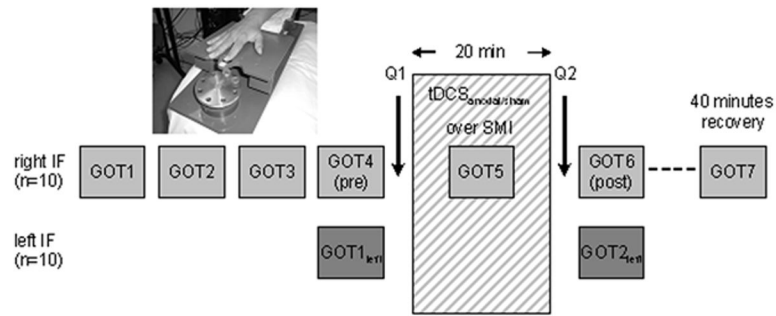 20 min
Q1
Q2
tDCSanodal/sham
over SMI
40 minutes
recovery
right IF
(n=10)
GOT1
GOT2
GOT3
GOT4
(pre)
GOT5
GOT6
(post)
GOT7
left IF
(n=10)
GOT1left
GOT2left